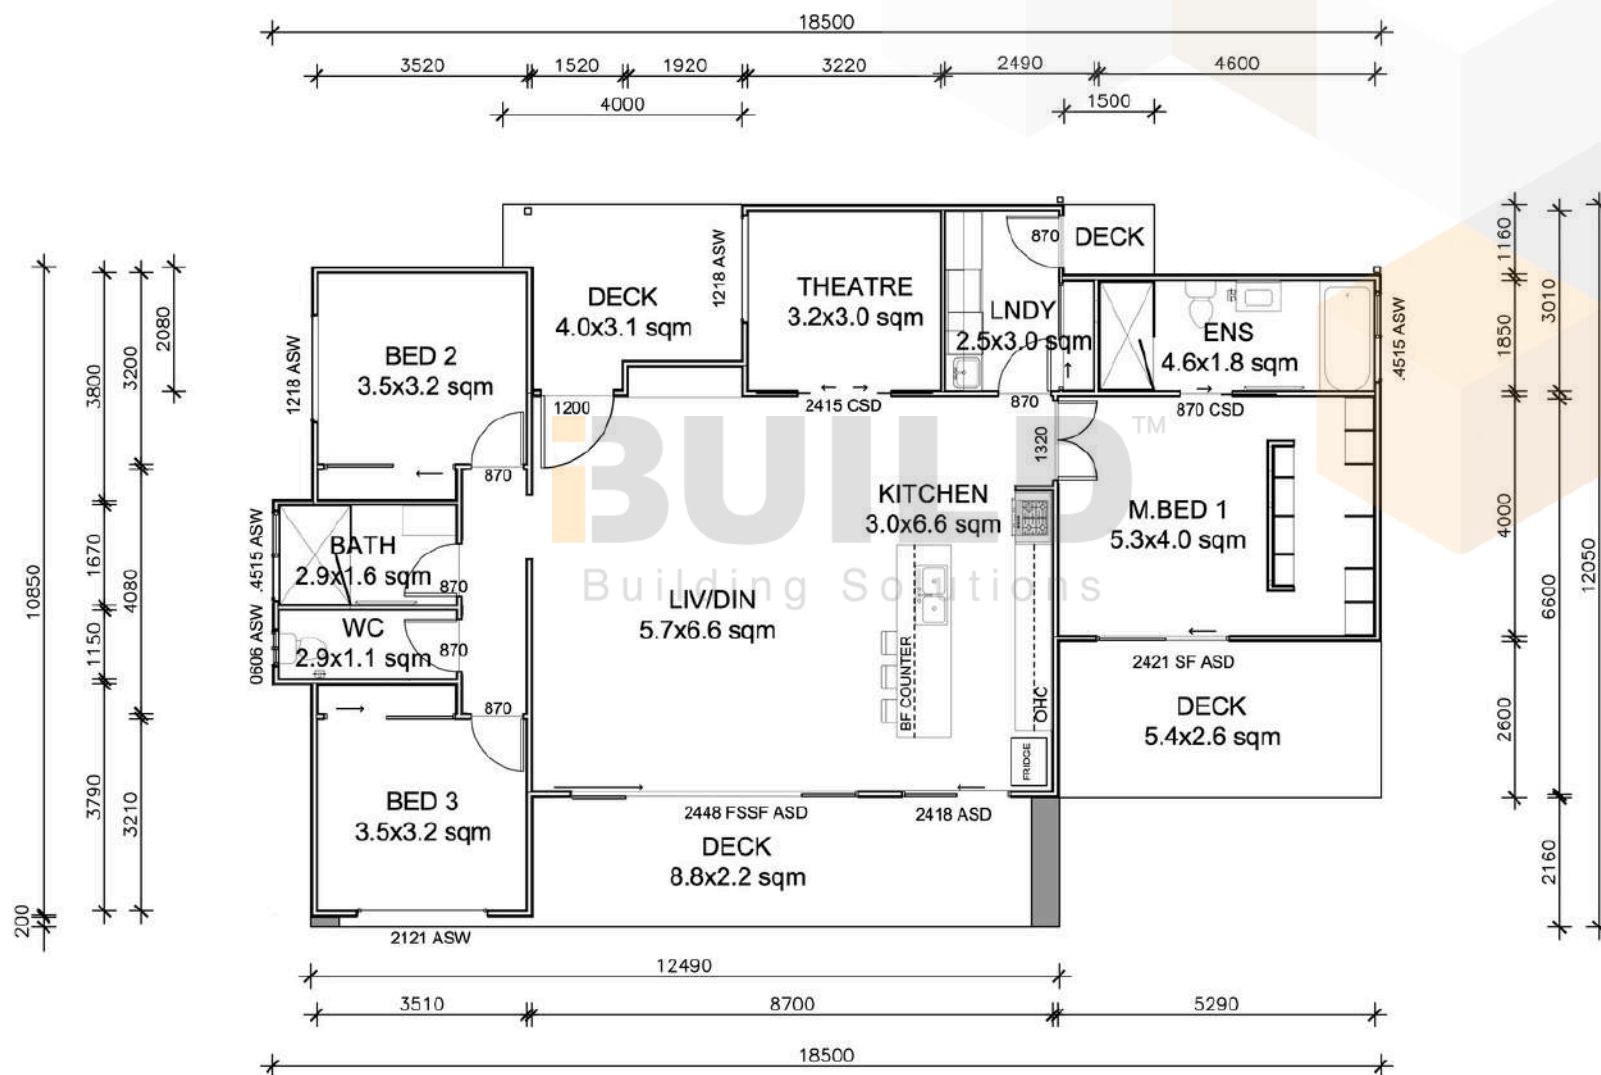 18500
3520
1520
1920
3220
2490
4600
4000
1500
10850
200
3800
1670
1150
3790
3200
4080
3210
2080
1160
1850
4000
2600
3010
6600
2160
12050
1218 ASW
BED 2
3.5x3.2 sqm
870
DECK
4.0x3.1 sqm
1200
1218 ASW
THEATRE
3.2x3.0 sqm
2415 CSD
LNDY
2.5x3.0 sqm
870
870
DECK
ENS
4.6x1.8 sqm
.4515 ASW
870 CSD
1320
iBUILD™
Building Solutions
KITCHEN
3.0x6.6 sqm
M.BED 1
5.3x4.0 sqm
.4515 ASW
BATH
2.9x1.6 sqm
870
0606 ASW
WC
2.9x1.1 sqm
870
LIV/DIN
5.7x6.6 sqm
BF COUNTER
OHC
FRIDGE
2421 SF ASD
DECK
5.4x2.6 sqm
870
BED 3
3.5x3.2 sqm
2448 FSSF ASD
2418 ASD
DECK
8.8x2.2 sqm
2121 ASW
12490
3510
8700
5290
18500